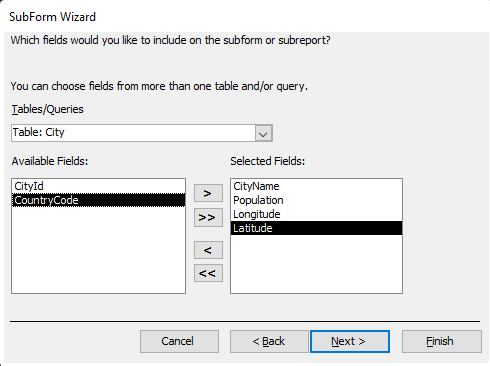 SubForm Wizard
Which fields would you like to include on the subform or subreport?
You can choose fields from more than one table and/or query.
Tables/Queries
Table: City
Available Fields:
CityId
CountryCode
>
>>
<
<<
Selected Fields:
CityName
Population
Longitude
Latitude
Cancel
< Back
Next >
Finish